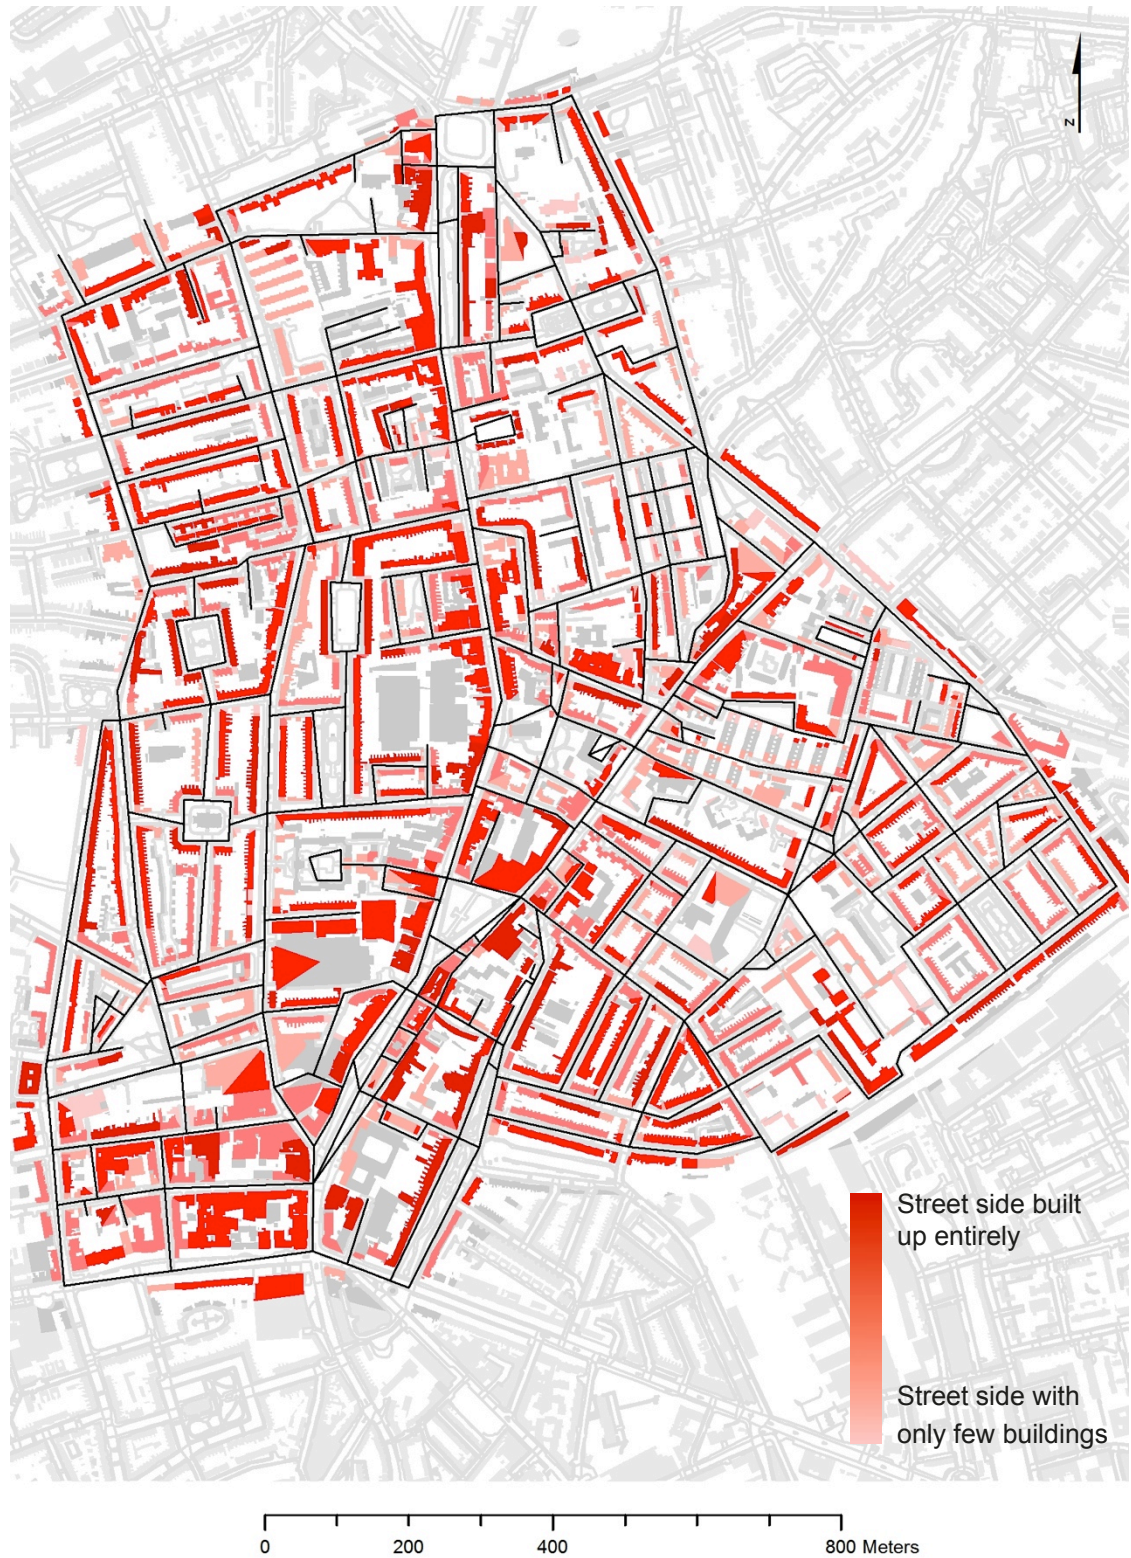 N
Street side built
up entirely
Street side with
only few buildings
0 200 400 800 Meters